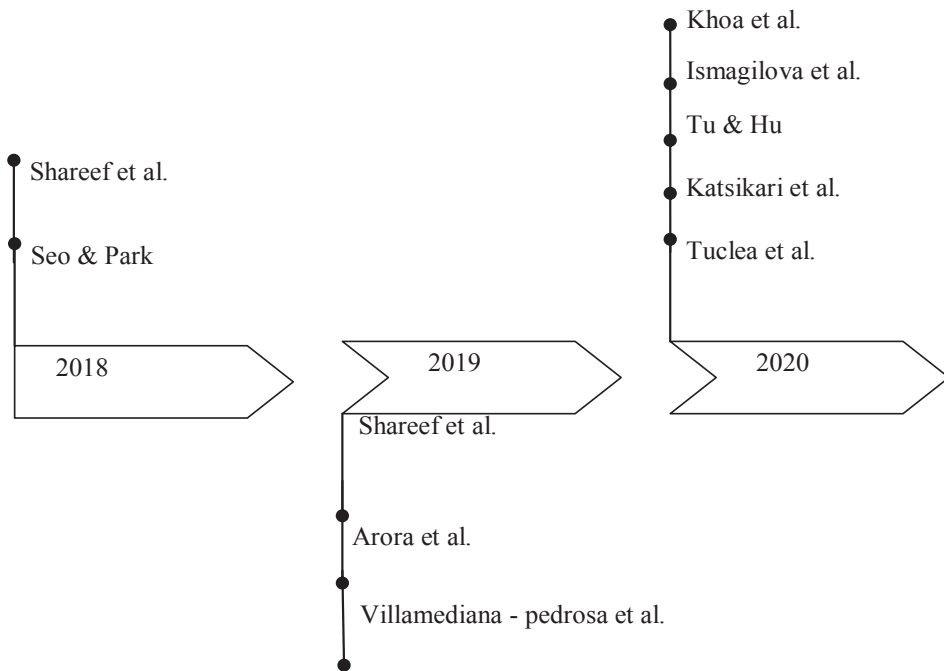 Khoa et al.
Ismagilova et al.
Tu & Hu
Katsikari et al.
Tuclea et al.
Shareef et al.
Seo & Park
2018
2019
2020
Shareef et al.
Arora et al.
Villamediana - pedrosa et al.